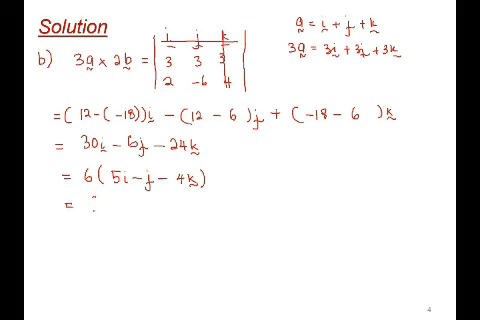 Solution
a = i + j + k
3a = 3i + 3j + 3k
b) 3a × 2b = | i j k |
| 3 3 3 |
| 2 -6 4 |
= ( 12 - (-18))i - (12 - 6 )j + (-18 - 6 )k
= 30i - 6j - 24k
= 6 ( 5i - j - 4k)
=
4